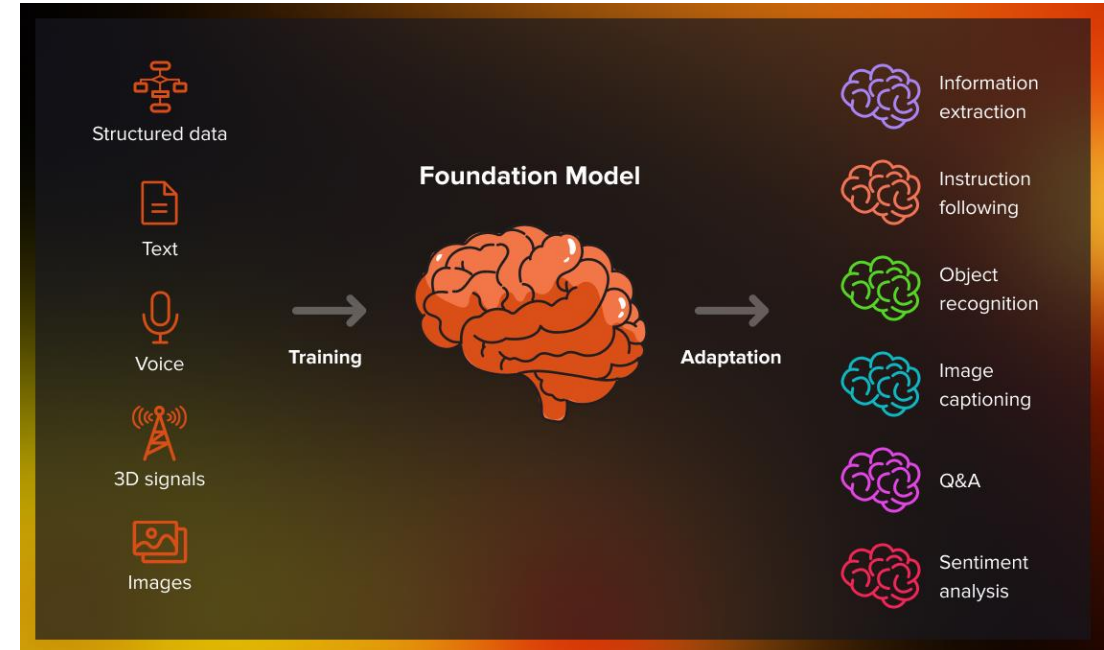 Structured data
Text
Voice
3D signals
Images
Training
Foundation Model
Adaptation
Information
extraction
Instruction
following
Object
recognition
Image
captioning
Q&A
Sentiment
analysis